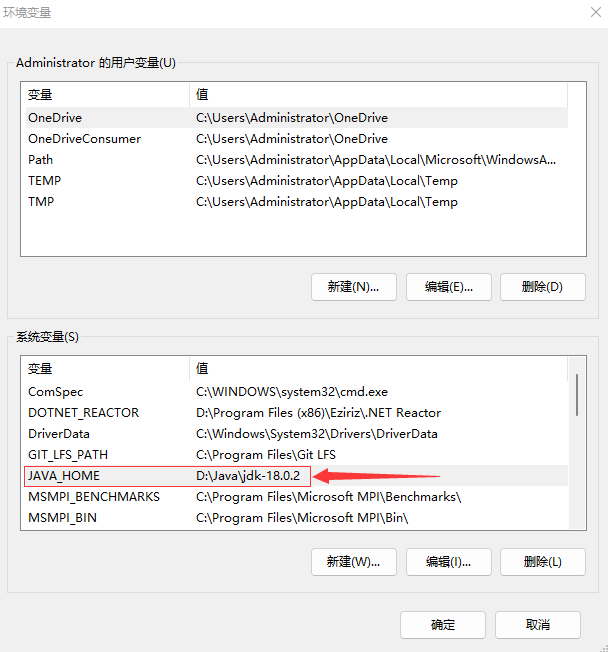 环境变量
Administrator 的用户变量(U)
变量 值
OneDrive C:\Users\Administrator\OneDrive
OneDriveConsumer C:\Users\Administrator\OneDrive
Path C:\Users\Administrator\AppData\Local\Microsoft\WindowsA...
TEMP C:\Users\Administrator\AppData\Local\Temp
TMP C:\Users\Administrator\AppData\Local\Temp
新建(N)... 编辑(E)... 删除(D)
系统变量(S)
变量 值
ComSpec C:\WINDOWS\system32\cmd.exe
DOTNET_REACTOR D:\Program Files (x86)\Eziriz\.NET Reactor
DriverData C:\Windows\System32\Drivers\DriverData
GIT_LFS_PATH C:\Program Files\Git LFS
JAVA_HOME D:\Java\jdk-18.0.2
MSMPI_BENCHMARKS C:\Program Files\Microsoft MPI\Benchmarks\
MSMPI_BIN C:\Program Files\Microsoft MPI\Bin\
新建(W)... 编辑(I)... 删除(L)
确定 取消